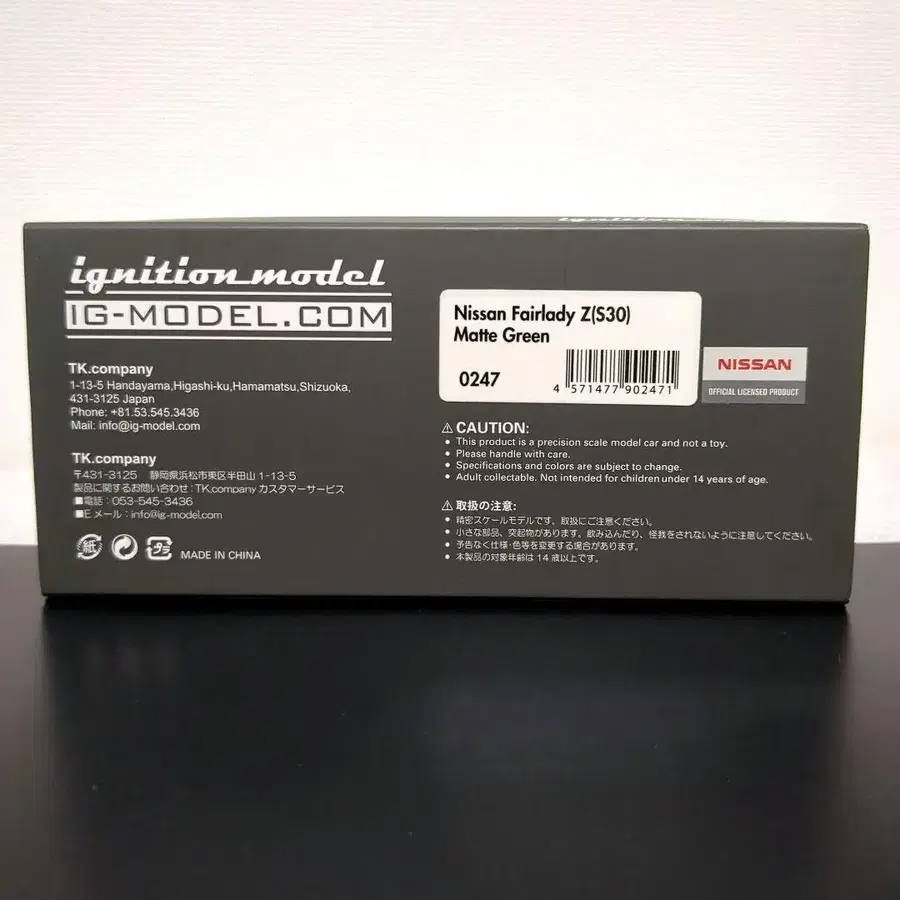 ignition model
ignition model
IG-MODEL.COM
TK.company
1-13-5 Handayama,Higashi-ku,Hamamatsu,Shizuoka,
431-3125 Japan
Phone: +81.53.545.3436
Mail: info@ig-model.com
TK.company
〒431-3125 静岡県浜松市東区半田山1-13-5
製品に関するお問い合わせ:TK.company カスタマーサービス
■電話:053-545-3436
■Eメール:info@ig-model.com
紙
プラ
MADE IN CHINA
Nissan Fairlady Z(S30)
Matte Green
0247
4 571477 902471
NISSAN
OFFICIAL LICENSED PRODUCT
⚠CAUTION:
• This product is a precision scale model car and not a toy.
• Please handle with care.
• Specifications and colors are subject to change.
• Adult collectable. Not intended for children under 14 years of age.
⚠取扱の注意:
• 精密スケールモデルです、取扱にご注意ください。
• 小さな部品、突起物があります。飲み込んだり、怪我をされないように注意してください。
• 予告なく仕様・色等を変更する場合があります。
• 本製品の対象年齢は14歳以上です。